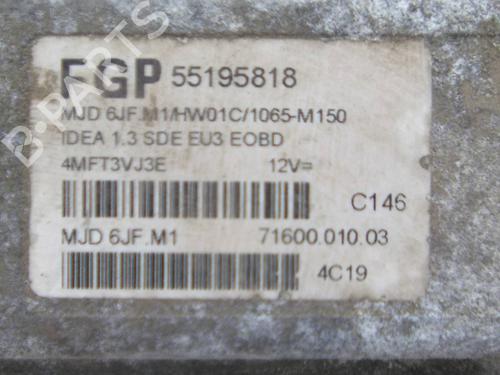 FGP 55195818
MJD 6JF.M1/HW01C/1065-M150
IDEA 1.3 SDE EU3 EOBD
4MFT3VJ3E 12V=
C146
MJD 6JF.M1 71600.010.03
4C19